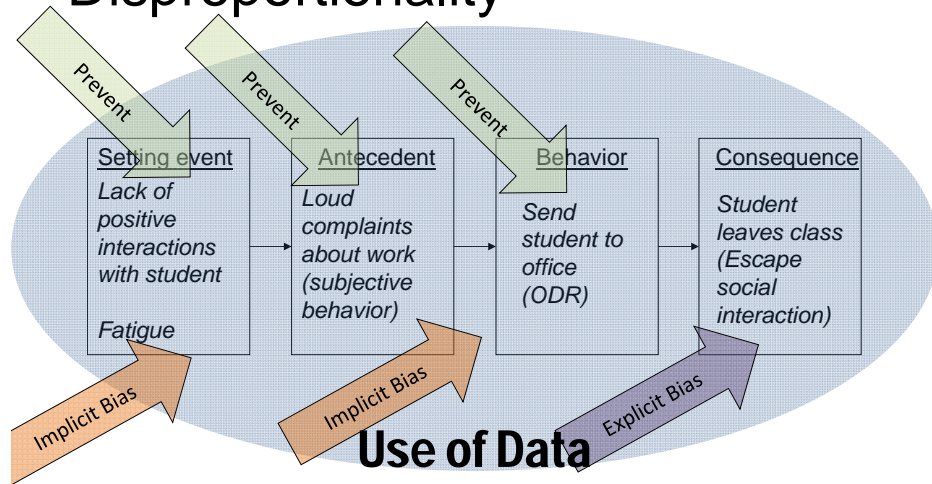 Disproportionality
Prevent
Prevent
Prevent
Setting event
Lack of
positive
interactions
with student
Fatigue
Antecedent
Loud
complaints
about work
(subjective
behavior)
Behavior
Send
student to
office
(ODR)
Consequence
Student
leaves class
(Escape
social
interaction)
Implicit Bias
Implicit Bias
Explicit Bias
Use of Data